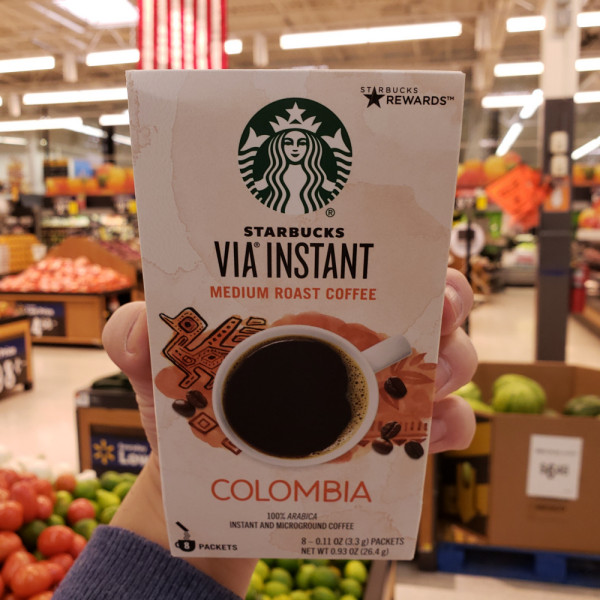 STARBUCKS
REWARDS™
®
STARBUCKS
VIA® INSTANT
MEDIUM ROAST COFFEE
COLOMBIA
100% ARABICA
INSTANT AND MICROGROUND COFFEE
8 PACKETS
8 – 0.11 OZ (3.3 g) PACKETS
NET WT 0.93 OZ (26.4 g)